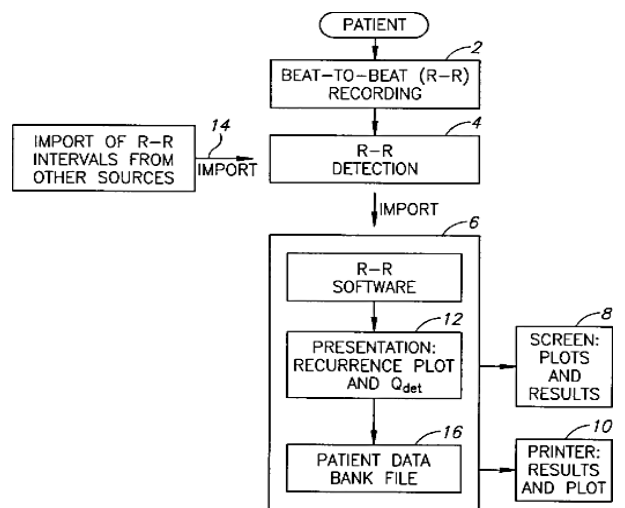 PATIENT
2
BEAT-TO-BEAT (R-R)
RECORDING
14
4
IMPORT OF R-R
INTERVALS FROM
OTHER SOURCES
IMPORT
R-R
DETECTION
IMPORT
6
R-R
SOFTWARE
12
PRESENTATION:
RECURRENCE PLOT
AND Qdet
8
SCREEN:
PLOTS
AND
RESULTS
16
PATIENT DATA
BANK FILE
10
PRINTER:
RESULTS
AND PLOT